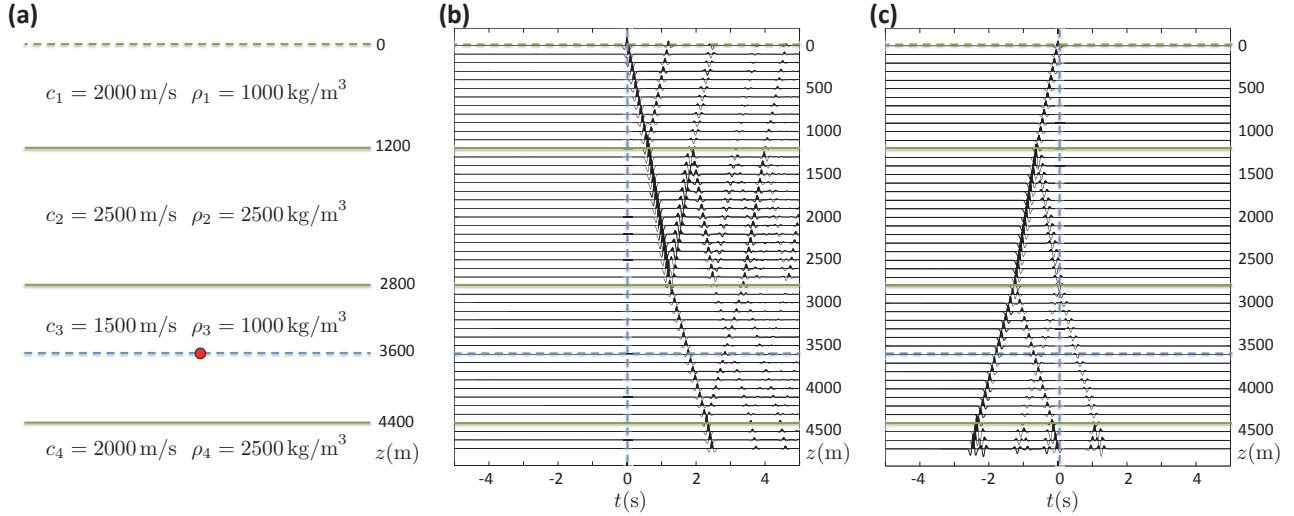 (a)
0
c₁ = 2000 m/s ρ₁ = 1000 kg/m³
1200
c₂ = 2500 m/s ρ₂ = 2500 kg/m³
2800
c₃ = 1500 m/s ρ₃ = 1000 kg/m³
3600
4400
c₄ = 2000 m/s ρ₄ = 2500 kg/m³
z(m)
(b)
0
500
1000
1500
2000
2500
3000
3500
4000
4500
z(m)
-4 -2 0 2 4
t(s)
(c)
0
500
1000
1500
2000
2500
3000
3500
4000
4500
z(m)
-4 -2 0 2 4
t(s)